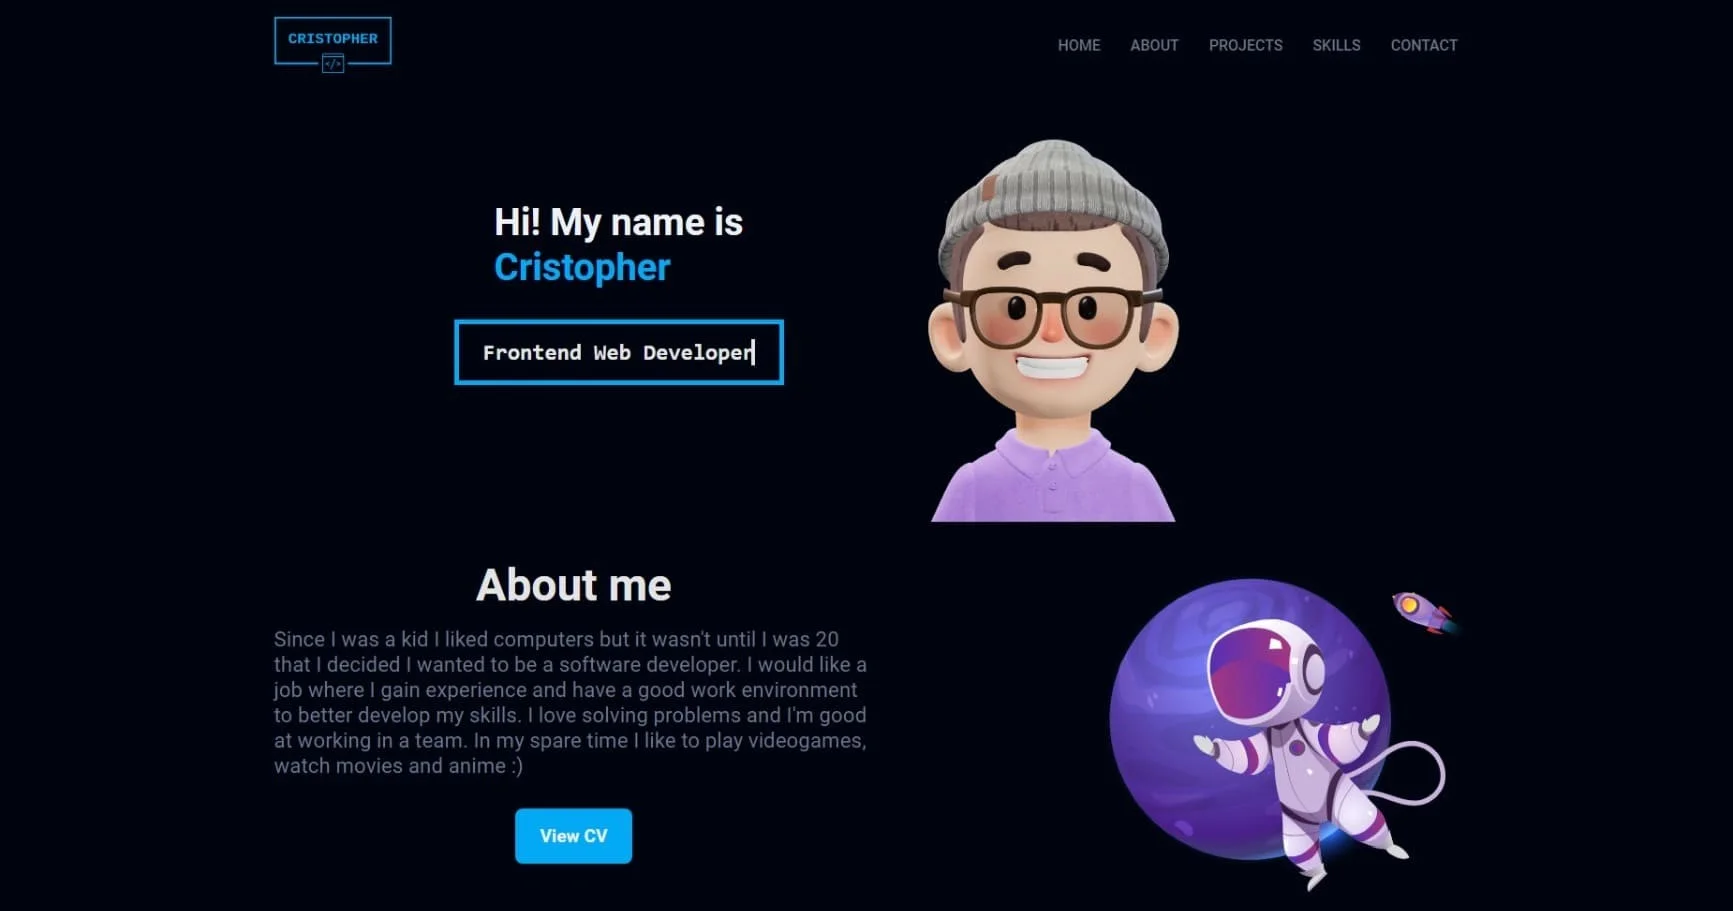 CRISTOPHER
</>
HOME ABOUT PROJECTS SKILLS CONTACT
Hi! My name is
Cristopher
Frontend Web Developer
About me
Since I was a kid I liked computers but it wasn't until I was 20
that I decided I wanted to be a software developer. I would like a
job where I gain experience and have a good work environment
to better develop my skills. I love solving problems and I'm good
at working in a team. In my spare time I like to play videogames,
watch movies and anime :)
View CV